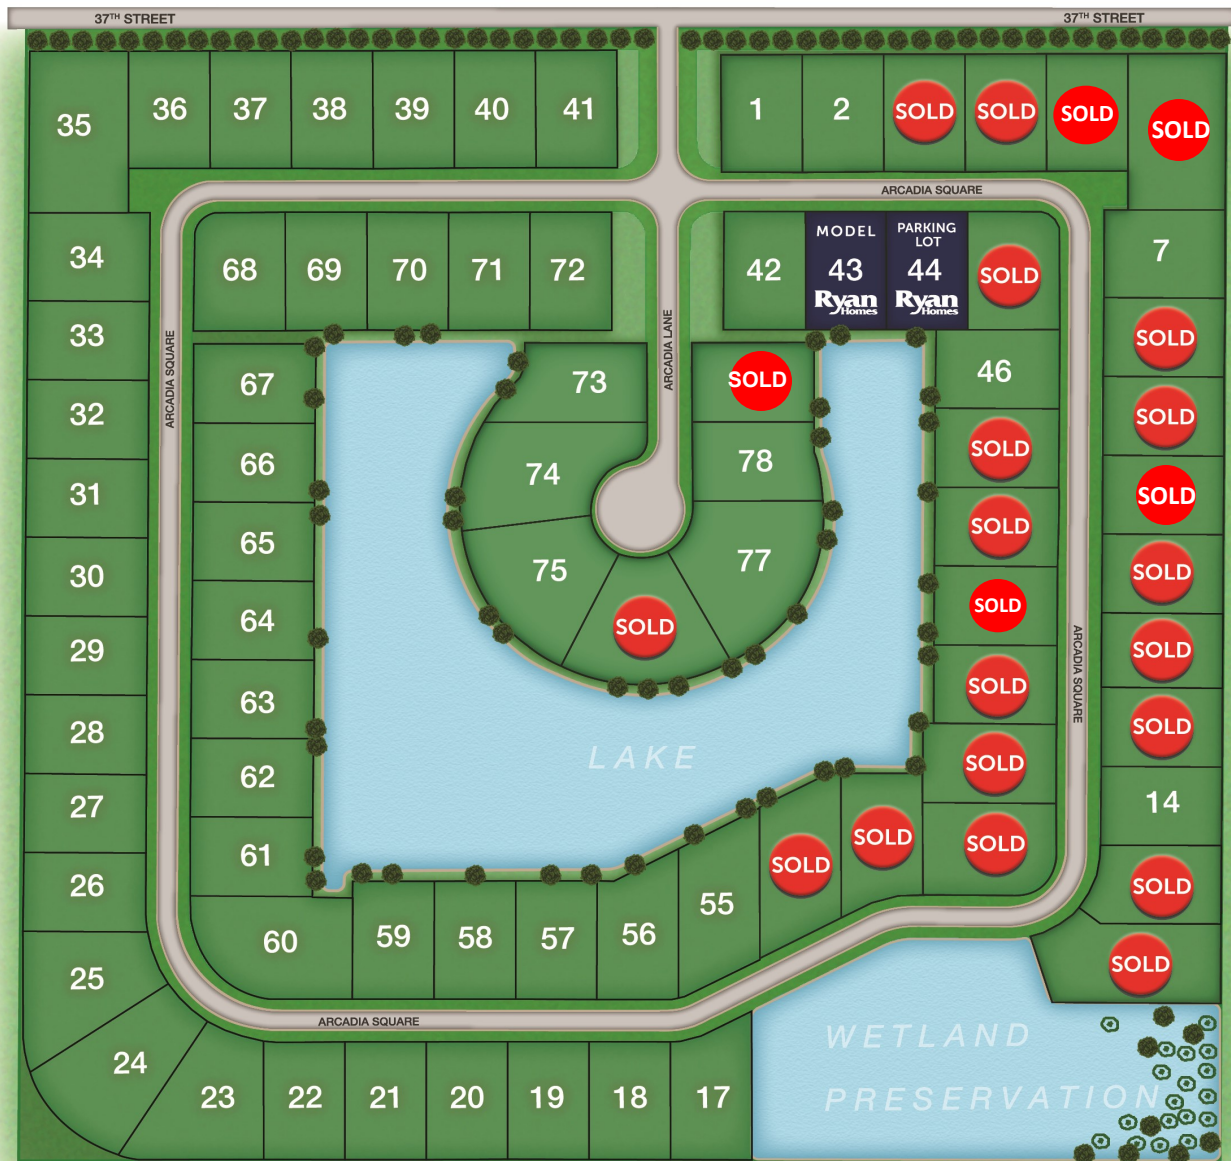 37TH STREET
37TH STREET
35
36
37
38
39
40
41
1
2
SOLD
SOLD
SOLD
SOLD
ARCADIA SQUARE
34
68
69
70
71
72
42
MODEL
43
Ryan
Homes
PARKING
LOT
44
Ryan
Homes
SOLD
7
33
ARCADIA SQUARE
67
73
ARCADIA LANE
SOLD
46
SOLD
32
66
74
78
SOLD
SOLD
31
65
75
77
SOLD
SOLD
30
64
SOLD
SOLD
SOLD
29
63
SOLD
ARCADIA SQUARE
SOLD
28
62
LAKE
SOLD
SOLD
27
61
SOLD
SOLD
SOLD
14
26
60
59
58
57
56
55
SOLD
25
SOLD
ARCADIA SQUARE
24
23
22
21
20
19
18
17
WETLAND
PRESERVATION